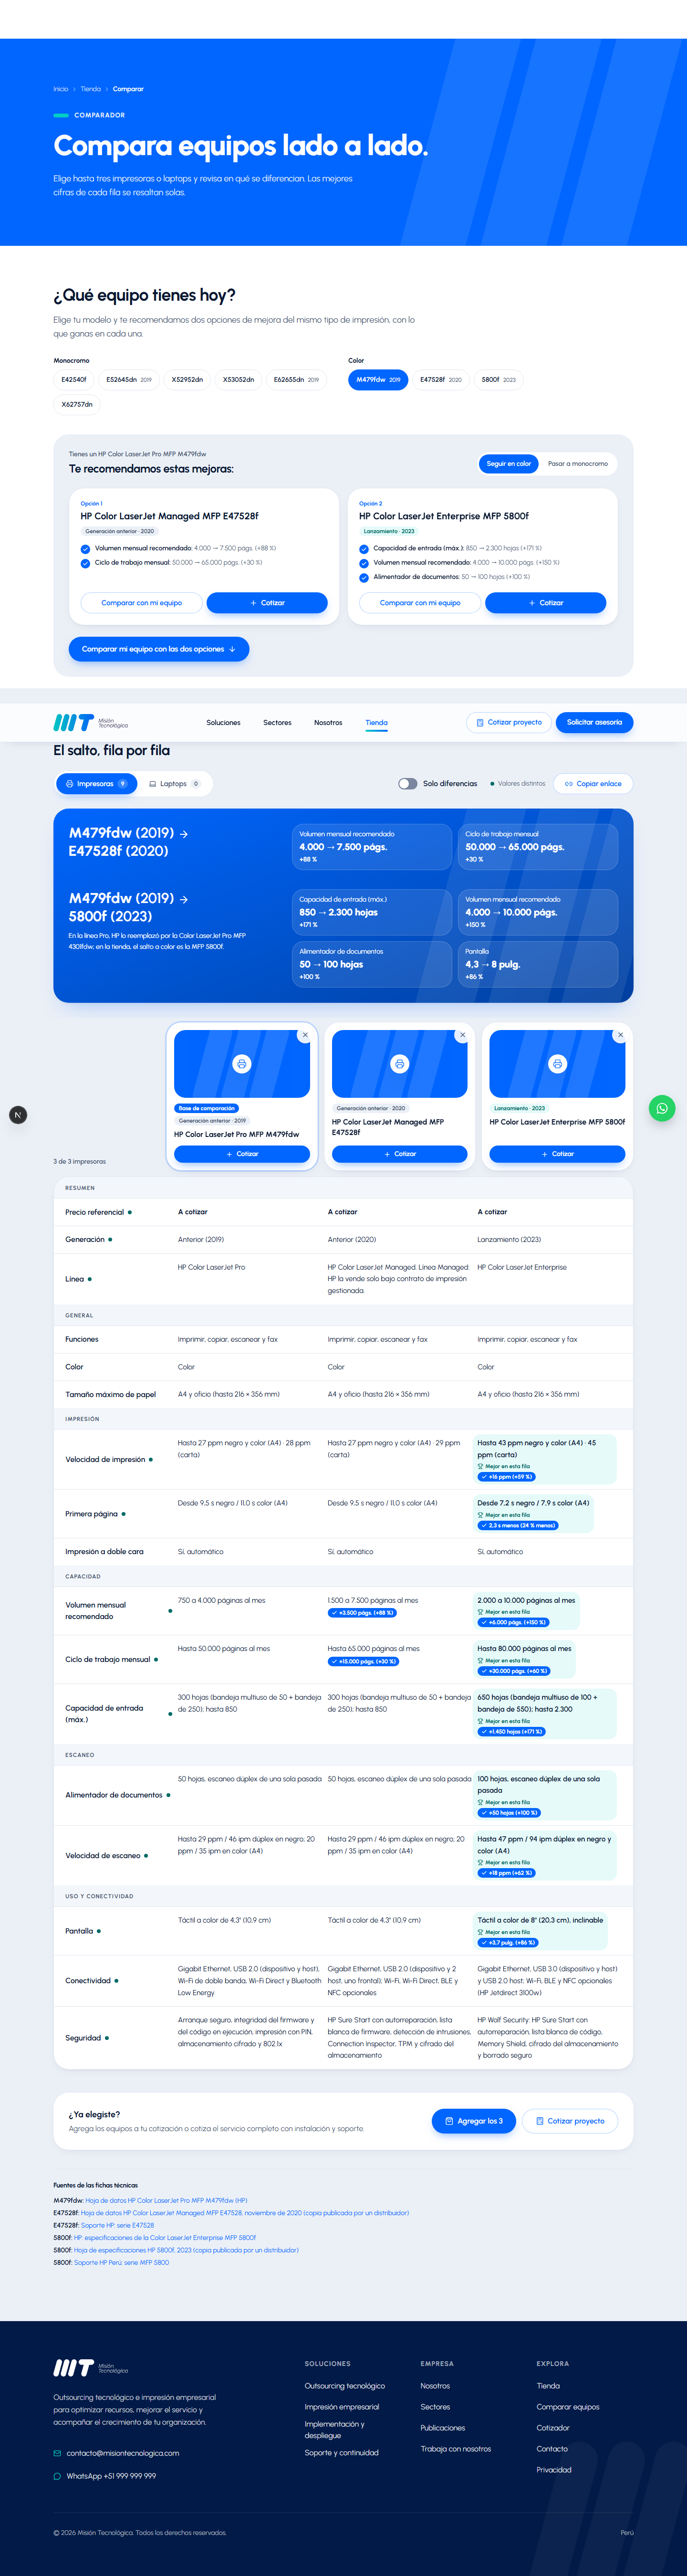 Inicio > Tienda > Comparar
COMPARADOR
Compara equipos lado a lado.
Elige hasta tres impresoras o laptops y revisa en qué se diferencian. Las mejores
cifras de cada fila se resaltan solas.
¿Qué equipo tienes hoy?
Elige tu modelo y te recomendamos dos opciones de mejora del mismo tipo de impresión, con lo
que ganas en cada una.
Monocromo
E42540f
E52645dn 2019
X52952dn
X53052dn
E62655dn 2019
X62757dn
Color
M479fdw 2019
E47528f 2020
5800f 2023
Tienes un HP Color LaserJet Pro MFP M479fdw
Te recomendamos estas mejoras:
Seguir en color
Pasar a monocromo
Opción 1
HP Color LaserJet Managed MFP E47528f
Generación anterior · 2020
Volumen mensual recomendado: 4.000 → 7.500 págs. (+88 %)
Ciclo de trabajo mensual: 50.000 → 65.000 págs. (+30 %)
Comparar con mi equipo
+ Cotizar
Opción 2
HP Color LaserJet Enterprise MFP 5800f
Lanzamiento · 2023
Capacidad de entrada (máx.): 850 → 2.300 hojas (+171 %)
Volumen mensual recomendado: 4.000 → 10.000 págs. (+150 %)
Alimentador de documentos: 50 → 100 hojas (+100 %)
Comparar con mi equipo
+ Cotizar
Comparar mi equipo con las dos opciones ↓
MT Misión Tecnológica
Soluciones
Sectores
Nosotros
Tienda
Cotizar proyecto
Solicitar asesoría
El salto, fila por fila
Impresoras 9
Laptops 0
Solo diferencias
Valores distintos
Copiar enlace
M479fdw (2019) →
E47528f (2020)
Volumen mensual recomendado
4.000 → 7.500 págs.
+88 %
Ciclo de trabajo mensual
50.000 → 65.000 págs.
+30 %
M479fdw (2019) →
5800f (2023)
En la línea Pro, HP lo reemplazó por la Color LaserJet Pro MFP
4301fdw; en la tienda, el salto a color es la MFP 5800f.
Capacidad de entrada (máx.)
850 → 2.300 hojas
+171 %
Volumen mensual recomendado
4.000 → 10.000 págs.
+150 %
Alimentador de documentos
50 → 100 hojas
+100 %
Pantalla
4,3 → 8 pulg.
+86 %
3 de 3 impresoras
Base de comparación
Generación anterior · 2019
HP Color LaserJet Pro MFP M479fdw
+ Cotizar
Generación anterior · 2020
HP Color LaserJet Managed MFP
E47528f
+ Cotizar
Lanzamiento · 2023
HP Color LaserJet Enterprise MFP 5800f
+ Cotizar
RESUMEN
Precio referencial
A cotizar
A cotizar
A cotizar
Generación
Anterior (2019)
Anterior (2020)
Lanzamiento (2023)
Línea
HP Color LaserJet Pro
HP Color LaserJet Managed. Línea Managed:
HP la vende solo bajo contrato de impresión
gestionada.
HP Color LaserJet Enterprise
GENERAL
Funciones
Imprimir, copiar, escanear y fax
Imprimir, copiar, escanear y fax
Imprimir, copiar, escanear y fax
Color
Color
Color
Color
Tamaño máximo de papel
A4 y oficio (hasta 216 × 356 mm)
A4 y oficio (hasta 216 × 356 mm)
A4 y oficio (hasta 216 × 356 mm)
IMPRESIÓN
Velocidad de impresión
Hasta 27 ppm negro y color (A4) · 28 ppm
(carta)
Hasta 27 ppm negro y color (A4) · 29 ppm
(carta)
Hasta 43 ppm negro y color (A4) · 45
ppm (carta)
Mejor en esta fila
+16 ppm (+59 %)
Primera página
Desde 9,5 s negro / 11,0 s color (A4)
Desde 9,5 s negro / 11,0 s color (A4)
Desde 7,2 s negro / 7,9 s color (A4)
Mejor en esta fila
2,3 s menos (24 % menos)
Impresión a doble cara
Sí, automático
Sí, automático
Sí, automático
CAPACIDAD
Volumen mensual
recomendado
750 a 4.000 páginas al mes
1.500 a 7.500 páginas al mes
+3.500 págs. (+88 %)
2.000 a 10.000 páginas al mes
Mejor en esta fila
+6.000 págs. (+150 %)
Ciclo de trabajo mensual
Hasta 50.000 páginas al mes
Hasta 65.000 páginas al mes
+15.000 págs. (+30 %)
Hasta 80.000 páginas al mes
Mejor en esta fila
+30.000 págs. (+60 %)
Capacidad de entrada
(máx.)
300 hojas (bandeja multiuso de 50 + bandeja
de 250); hasta 850
300 hojas (bandeja multiuso de 50 + bandeja
de 250); hasta 850
650 hojas (bandeja multiuso de 100 +
bandeja de 550); hasta 2.300
Mejor en esta fila
+1.450 hojas (+171 %)
ESCANEO
Alimentador de documentos
50 hojas, escaneo dúplex de una sola pasada
50 hojas, escaneo dúplex de una sola pasada
100 hojas, escaneo dúplex de una sola
pasada
Mejor en esta fila
+50 hojas (+100 %)
Velocidad de escaneo
Hasta 29 ppm / 46 ipm dúplex en negro; 20
ppm / 35 ipm en color (A4)
Hasta 29 ppm / 46 ipm dúplex en negro; 20
ppm / 35 ipm en color (A4)
Hasta 47 ppm / 94 ipm dúplex en negro y
color (A4)
Mejor en esta fila
+18 ppm (+62 %)
USO Y CONECTIVIDAD
Pantalla
Táctil a color de 4,3" (10,9 cm)
Táctil a color de 4,3" (10,9 cm)
Táctil a color de 8" (20,3 cm), inclinable
Mejor en esta fila
+3,7 pulg. (+86 %)
Conectividad
Gigabit Ethernet, USB 2.0 (dispositivo y host),
Wi-Fi de doble banda, Wi-Fi Direct y Bluetooth
Low Energy
Gigabit Ethernet, USB 2.0 (dispositivo y 2
host, uno frontal); Wi-Fi, Wi-Fi Direct, BLE y
NFC opcionales
Gigabit Ethernet, USB 3.0 (dispositivo y host)
y USB 2.0 host; Wi-Fi, BLE y NFC opcionales
(HP Jetdirect 3100w)
Seguridad
Arranque seguro, integridad del firmware y
del código en ejecución, impresión con PIN,
almacenamiento cifrado y 802.1x
HP Sure Start con autorreparación, lista
blanca de firmware, detección de intrusiones,
Connection Inspector, TPM y cifrado del
almacenamiento
HP Wolf Security: HP Sure Start con
autorreparación, lista blanca de código,
Memory Shield, cifrado del almacenamiento
y borrado seguro
¿Ya elegiste?
Agrega los equipos a tu cotización o cotiza el servicio completo con instalación y soporte.
Agregar los 3
Cotizar proyecto
Fuentes de las fichas técnicas
M479fdw: Hoja de datos HP Color LaserJet Pro MFP M479fdw (HP)
E47528f: Hoja de datos HP Color LaserJet Managed MFP E47528, noviembre de 2020 (copia publicada por un distribuidor)
E47528f: Soporte HP: serie E47528
5800f: HP: especificaciones de la Color LaserJet Enterprise MFP 5800f
5800f: Hoja de especificaciones HP 5800f, 2023 (copia publicada por un distribuidor)
5800f: Soporte HP Perú: serie MFP 5800
MT Misión Tecnológica
Outsourcing tecnológico e impresión empresarial
para optimizar recursos, mejorar el servicio y
acompañar el crecimiento de tu organización.
contacto@misiontecnologica.com
WhatsApp +51 999 999 999
SOLUCIONES
Outsourcing tecnológico
Impresión empresarial
Implementación y
despliegue
Soporte y continuidad
EMPRESA
Nosotros
Sectores
Publicaciones
Trabaja con nosotros
EXPLORA
Tienda
Comparar equipos
Cotizador
Contacto
Privacidad
© 2026 Misión Tecnológica. Todos los derechos reservados.
Perú